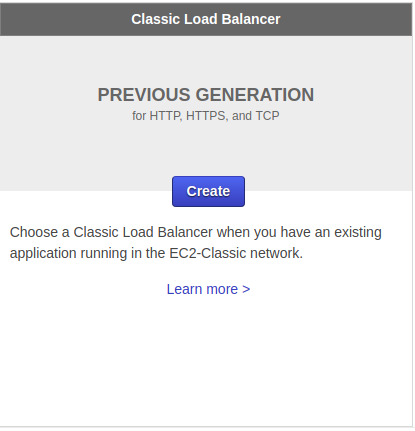 Classic Load Balancer
PREVIOUS GENERATION
for HTTP, HTTPS, and TCP
Create
Choose a Classic Load Balancer when you have an existing
application running in the EC2-Classic network.
Learn more >